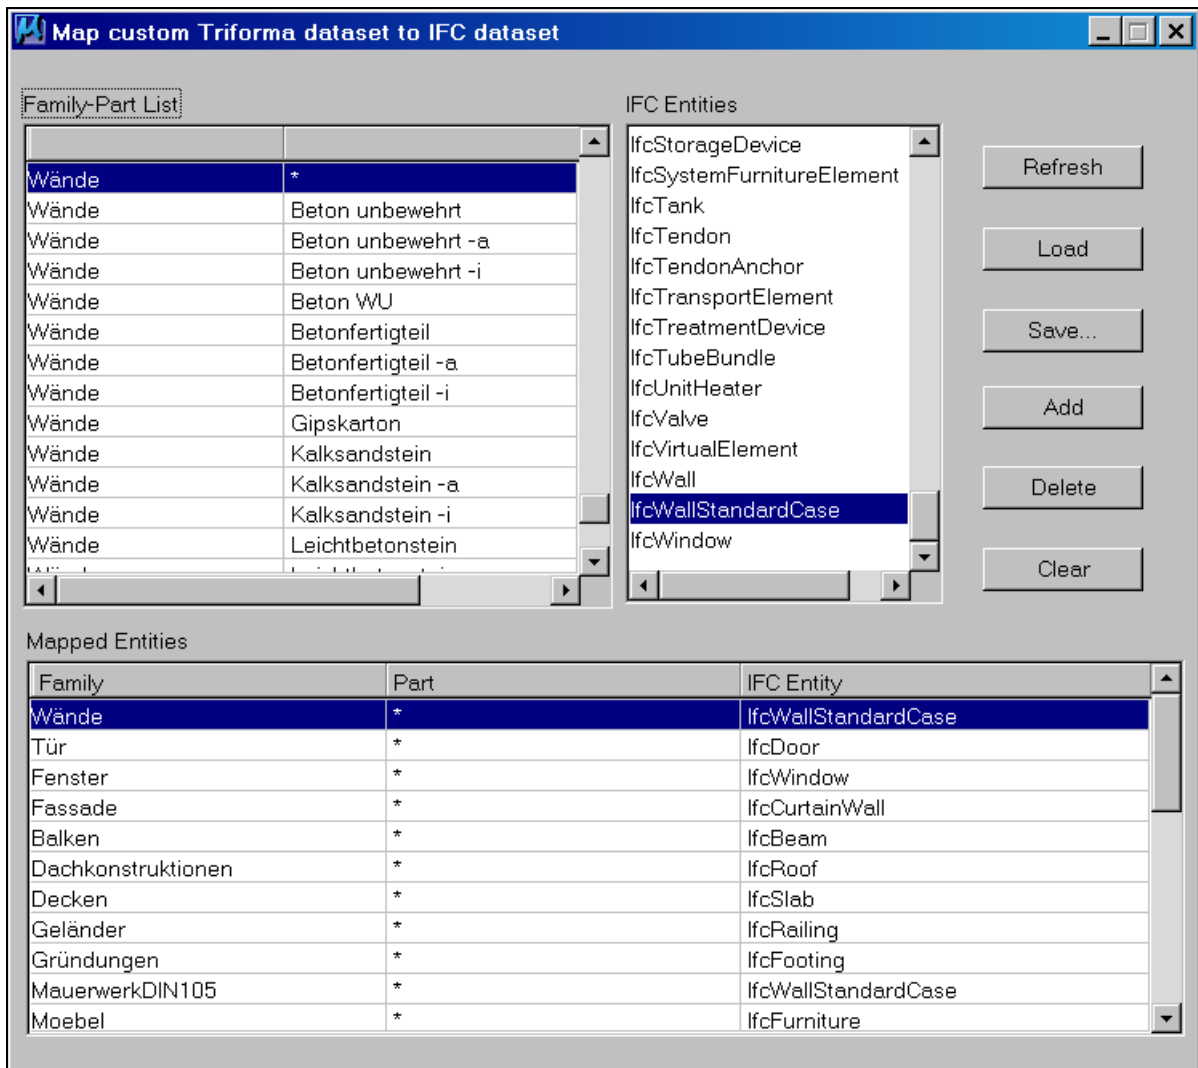 Map custom Triforma dataset to IFC dataset
Family-Part List
Wände *
Wände Beton unbewehrt
Wände Beton unbewehrt -a
Wände Beton unbewehrt -i
Wände Beton WU
Wände Betonfertigteil
Wände Betonfertigteil -a
Wände Betonfertigteil -i
Wände Gipskarton
Wände Kalksandstein
Wände Kalksandstein -a
Wände Kalksandstein -i
Wände Leichtbetonstein
IFC Entities
IfcStorageDevice
IfcSystemFurnitureElement
IfcTank
IfcTendon
IfcTendonAnchor
IfcTransportElement
IfcTreatmentDevice
IfcTubeBundle
IfcUnitHeater
IfcValve
IfcVirtualElement
IfcWall
IfcWallStandardCase
IfcWindow
Refresh
Load
Save...
Add
Delete
Clear
Mapped Entities
Family Part IFC Entity
Wände * IfcWallStandardCase
Tür * IfcDoor
Fenster * IfcWindow
Fassade * IfcCurtainWall
Balken * IfcBeam
Dachkonstruktionen * IfcRoof
Decken * IfcSlab
Geländer * IfcRailing
Gründungen * IfcFooting
MauerwerkDIN105 * IfcWallStandardCase
Moebel * IfcFurniture